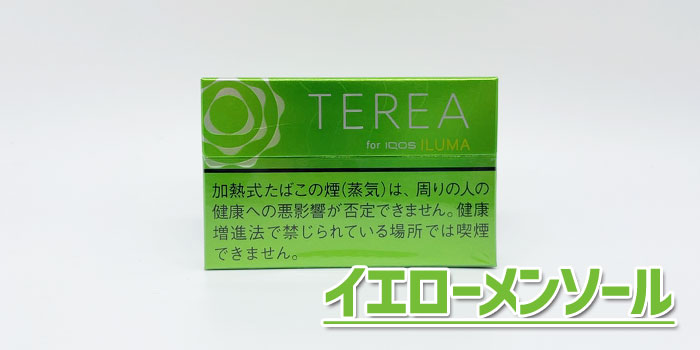 TEREA
for IQOS ILUMA
加熱式たばこの煙(蒸気)は、周りの人の
健康への悪影響が否定できません。健康
増進法で禁じられている場所では喫煙
できません。
イエローメンソール